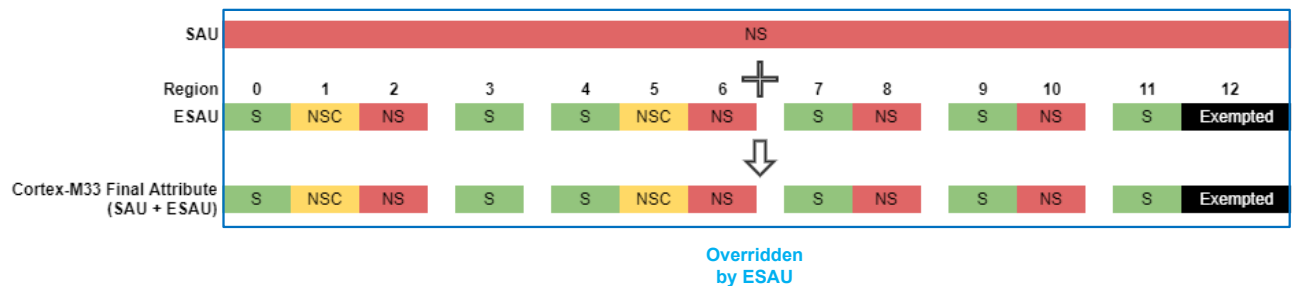 SAU NS
Region 0 1 2 3 4 5 6 7 8 9 10 11 12
ESAU S NSC NS S S NSC NS S NS S NS S Exempted
Cortex-M33 Final Attribute
(SAU + ESAU) S NSC NS S S NSC NS S NS S NS S Exempted
Overridden
by ESAU